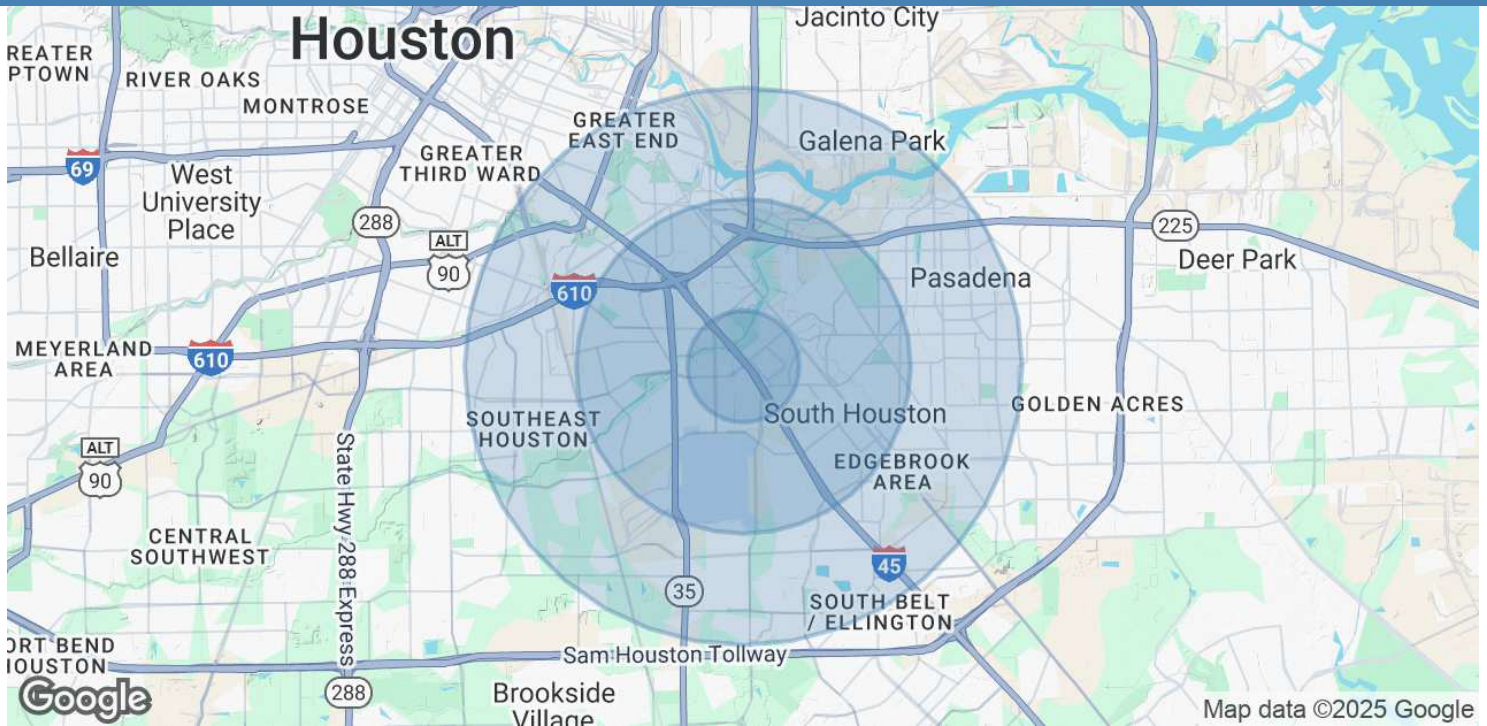 Houston
Jacinto City
REATER
PTOWN
RIVER OAKS
MONTROSE
GREATER
EAST END
Galena Park
GREATER
THIRD WARD
69
West
University
Place
288
225
ALT
90
Bellaire
Deer Park
Pasadena
610
MEYERLAND
AREA
610
SOUTHEAST
HOUSTON
South Houston
GOLDEN ACRES
ALT
90
EDGEBROOK
AREA
State Hwy 288 Express
CENTRAL
SOUTHWEST
45
35
SOUTH BELT
/ ELLINGTON
ORT BEND
HOUSTON
Sam Houston Tollway
288
Brookside
Village
Google
Map data ©2025 Google